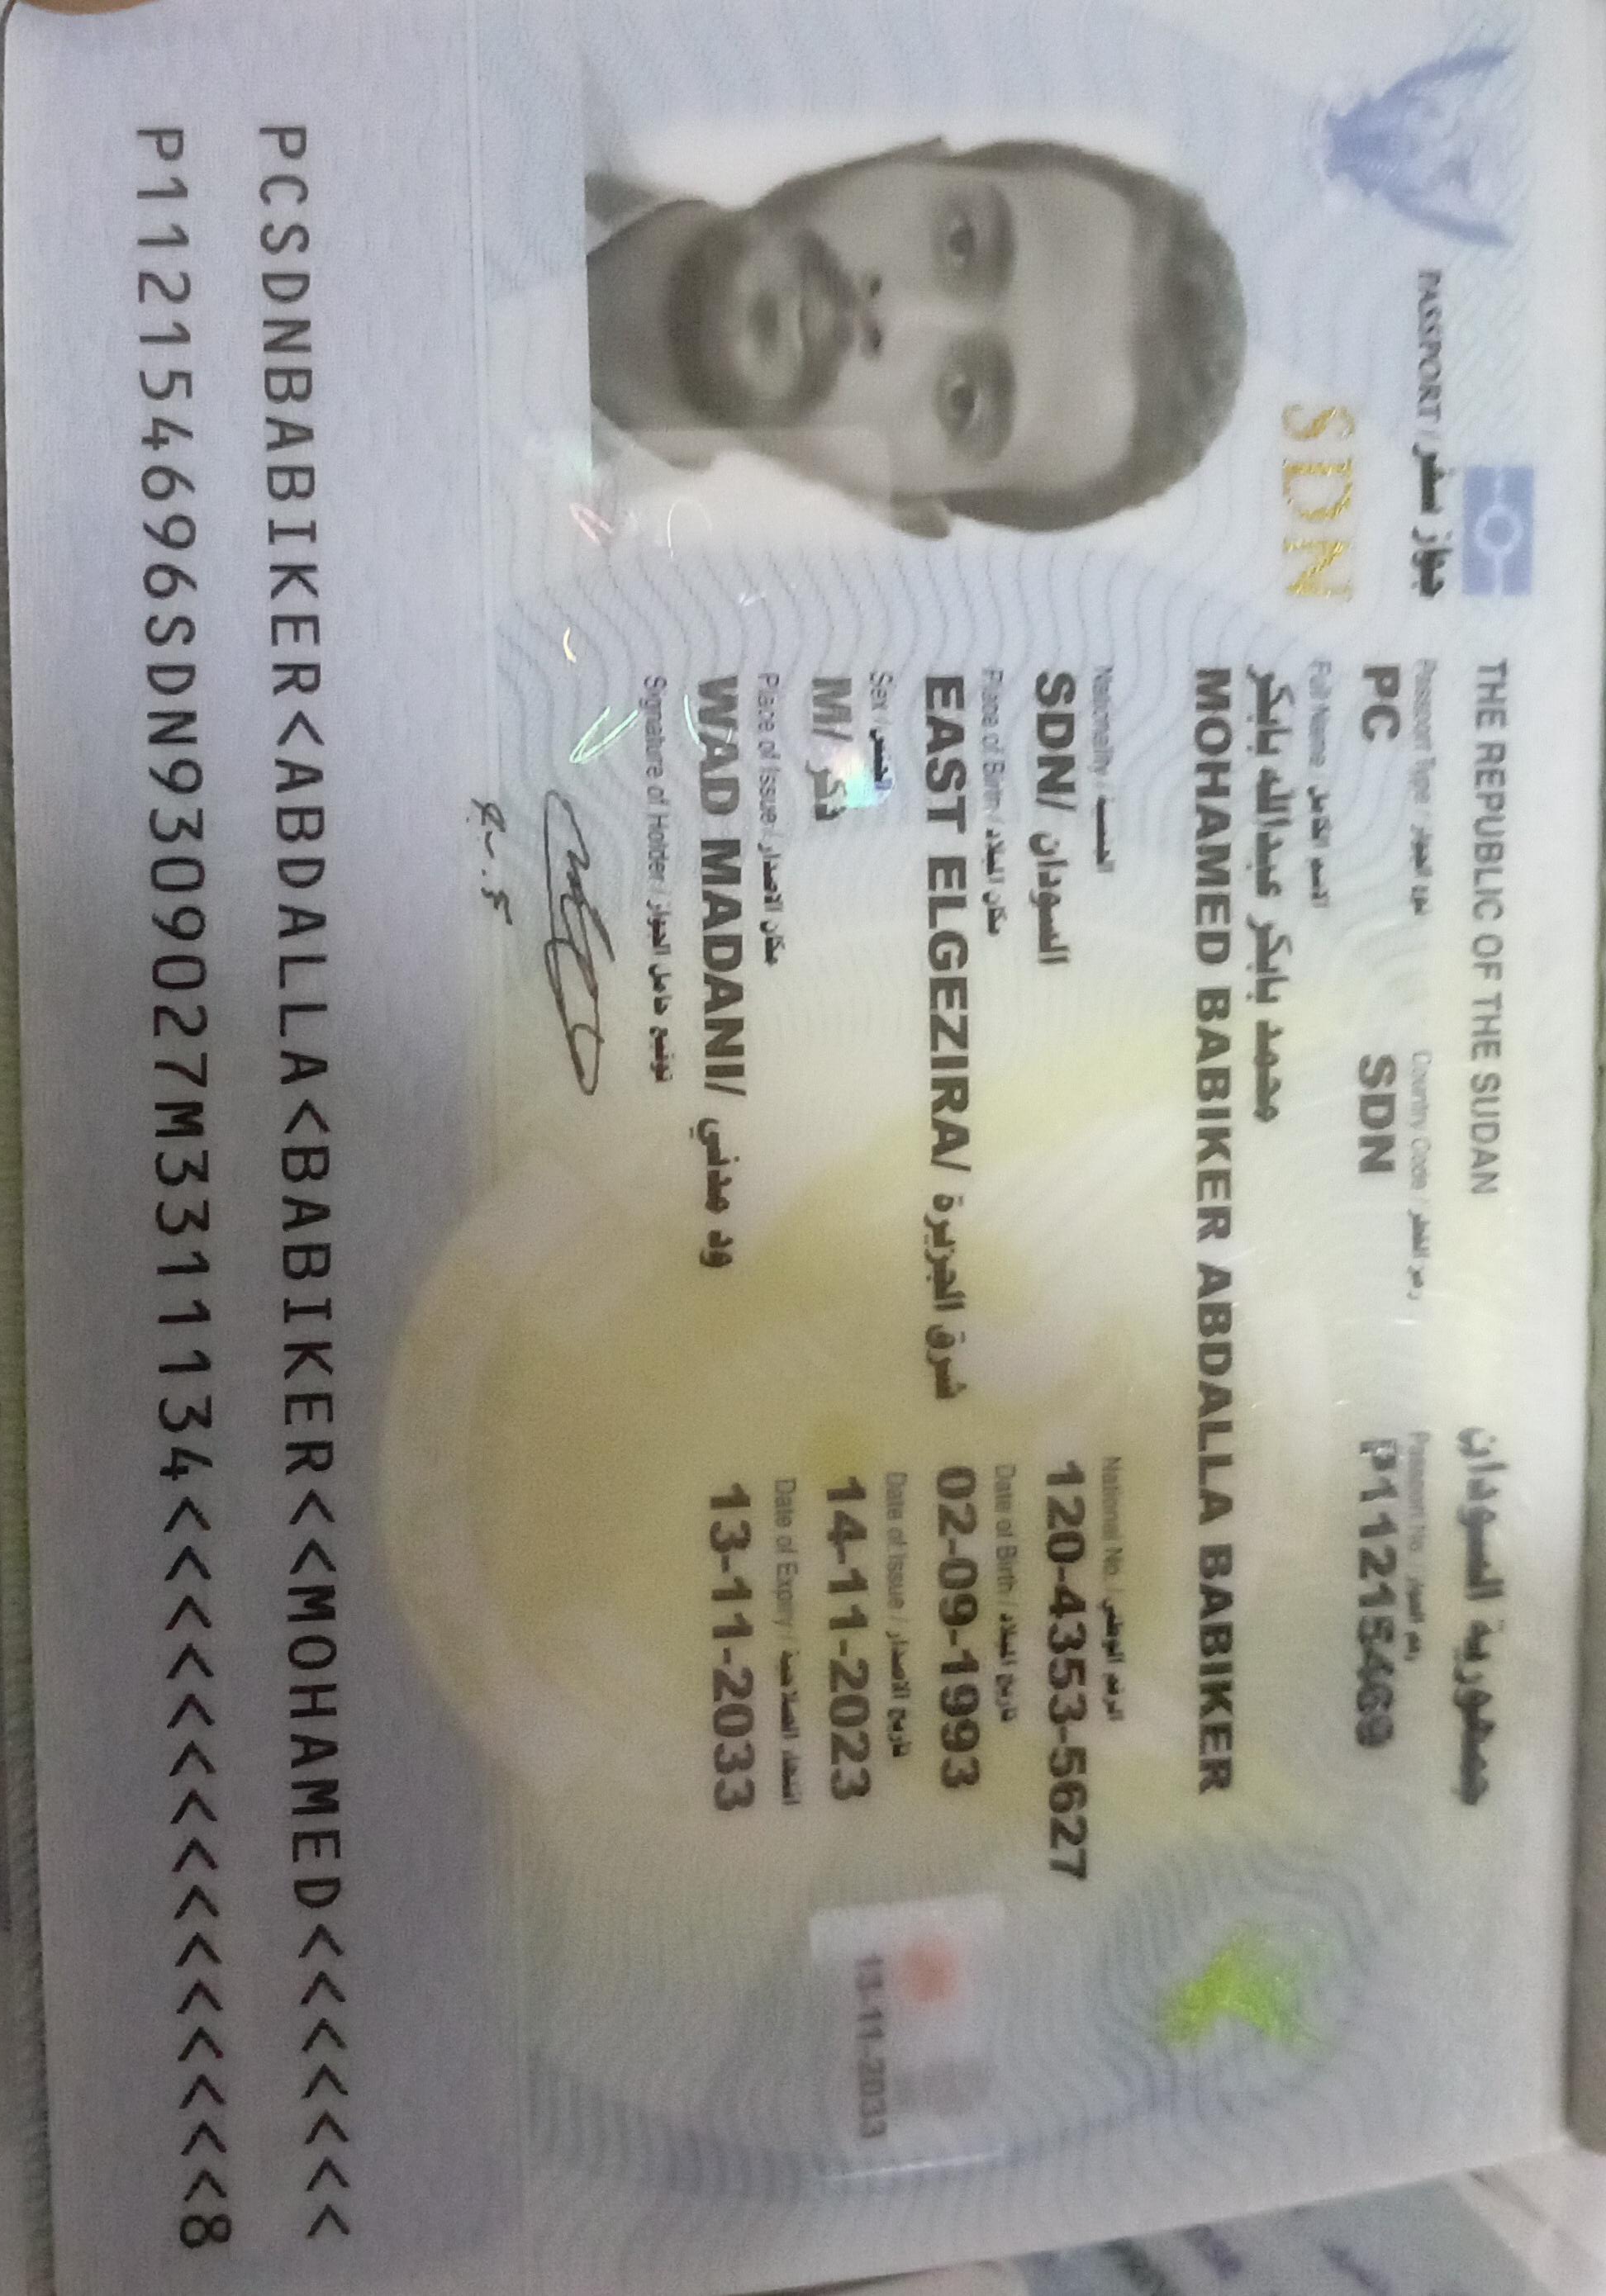 THE REPUBLIC OF THE SUDAN جمهورية السودان
PASSPORT / جواز سفر
Passport Type / نوع الجواز Country Code / رمز القطر Passport No. / رقم الجواز
PC SDN P11215469
SDN
Full Name / الاسم الكامل
محمد بابكر عبدالله بابكر
MOHAMED BABIKER ABDALLA BABIKER
Nationality / الجنسية National No. / الرقم الوطني
SDN/ السودان 120-4353-5627
Place of Birth / مكان الميلاد Date of Birth / تاريخ الميلاد
EAST ELGEZIRA/ شرق الجزيرة 02-09-1993
Sex / الجنس Date of Issue / تاريخ الاصدار
M/ ذكر 14-11-2023
13-11-2033
Place of Issue / مكان الاصدار Date of Expiry / انتهاء الصلاحية
WAD MADANI/ ود مدني 13-11-2033
Signature of Holder / توقيع حامل الجواز
PCSDNBABIKER<ABDALLA<BABIKER<<MOHAMED<<<<<<<
P112154696SDN9309027M3311134<<<<<<<<<<<<<<<8